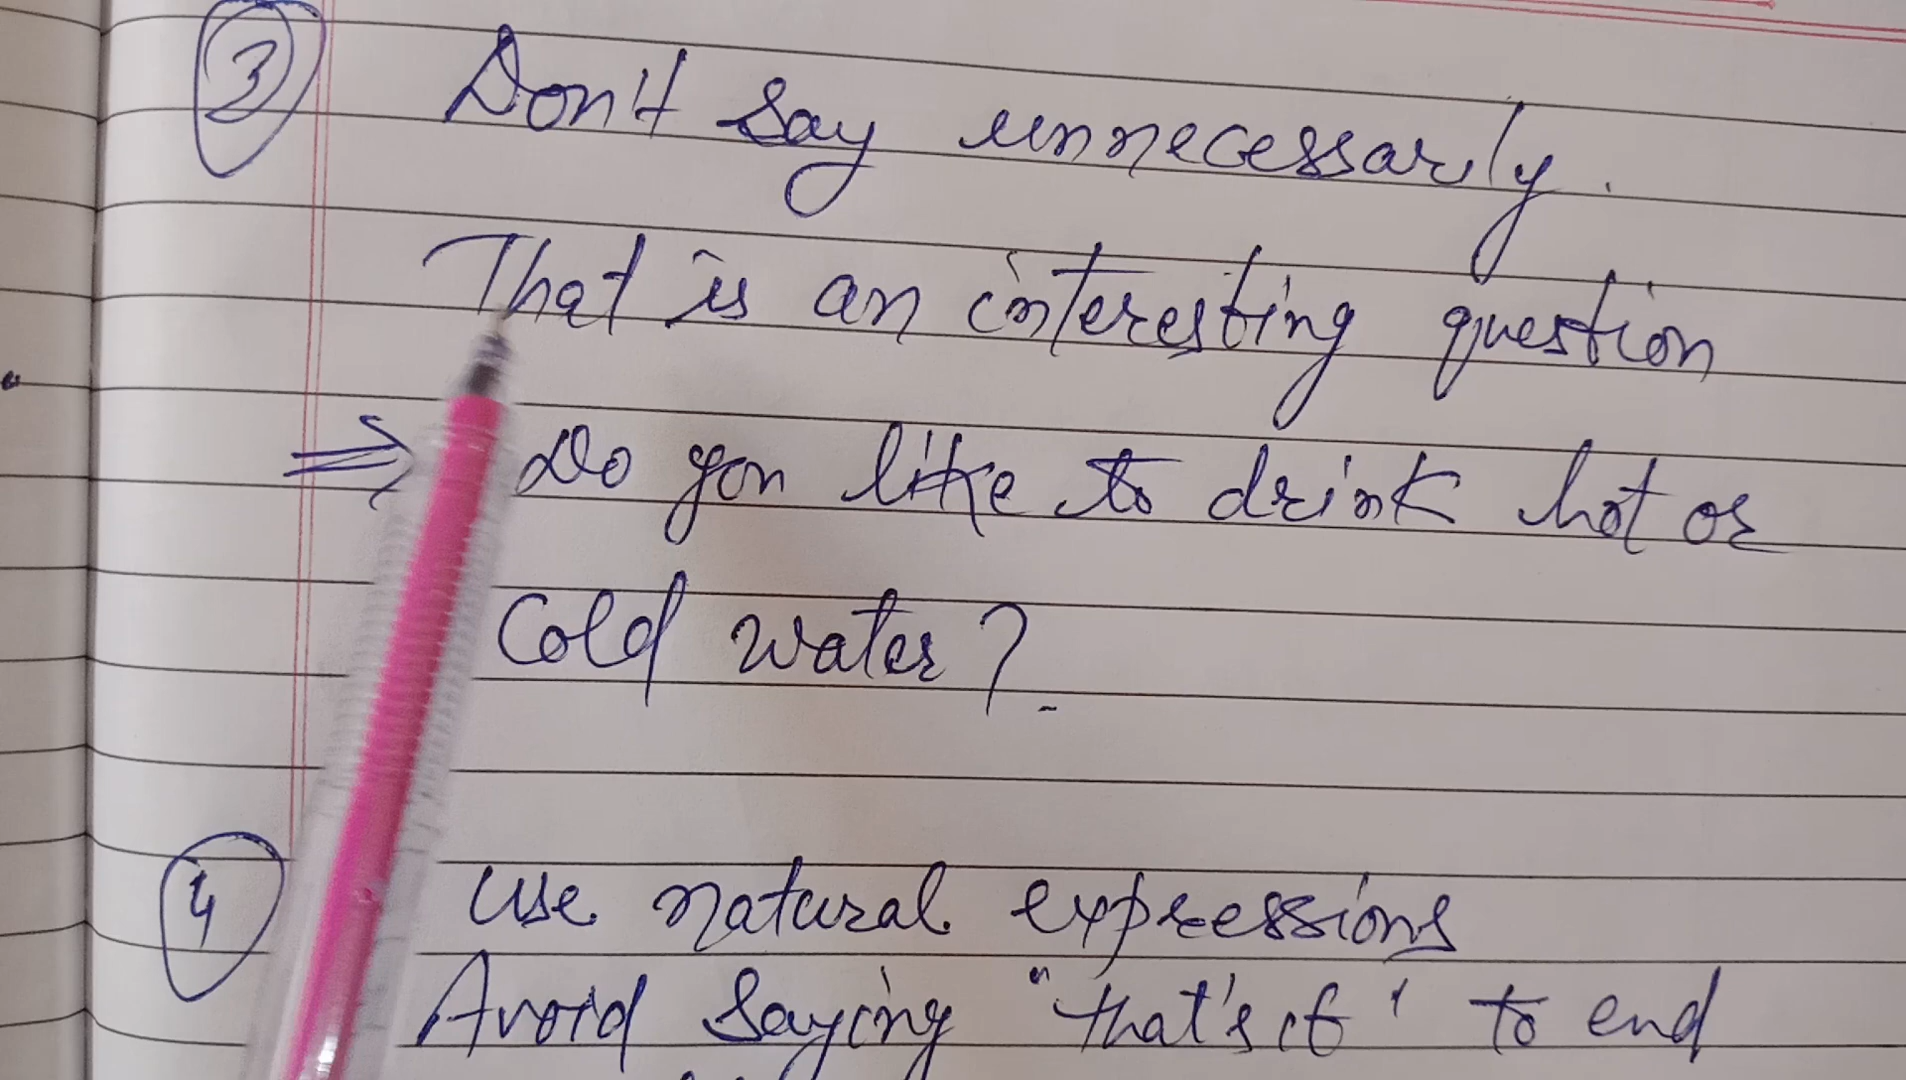 3 Don't say unnecessarily.
That is an interesting question
⇒ Do you like to drink hot or
cold water?
4 use natural expressions
Avoid saying "that's it' to end